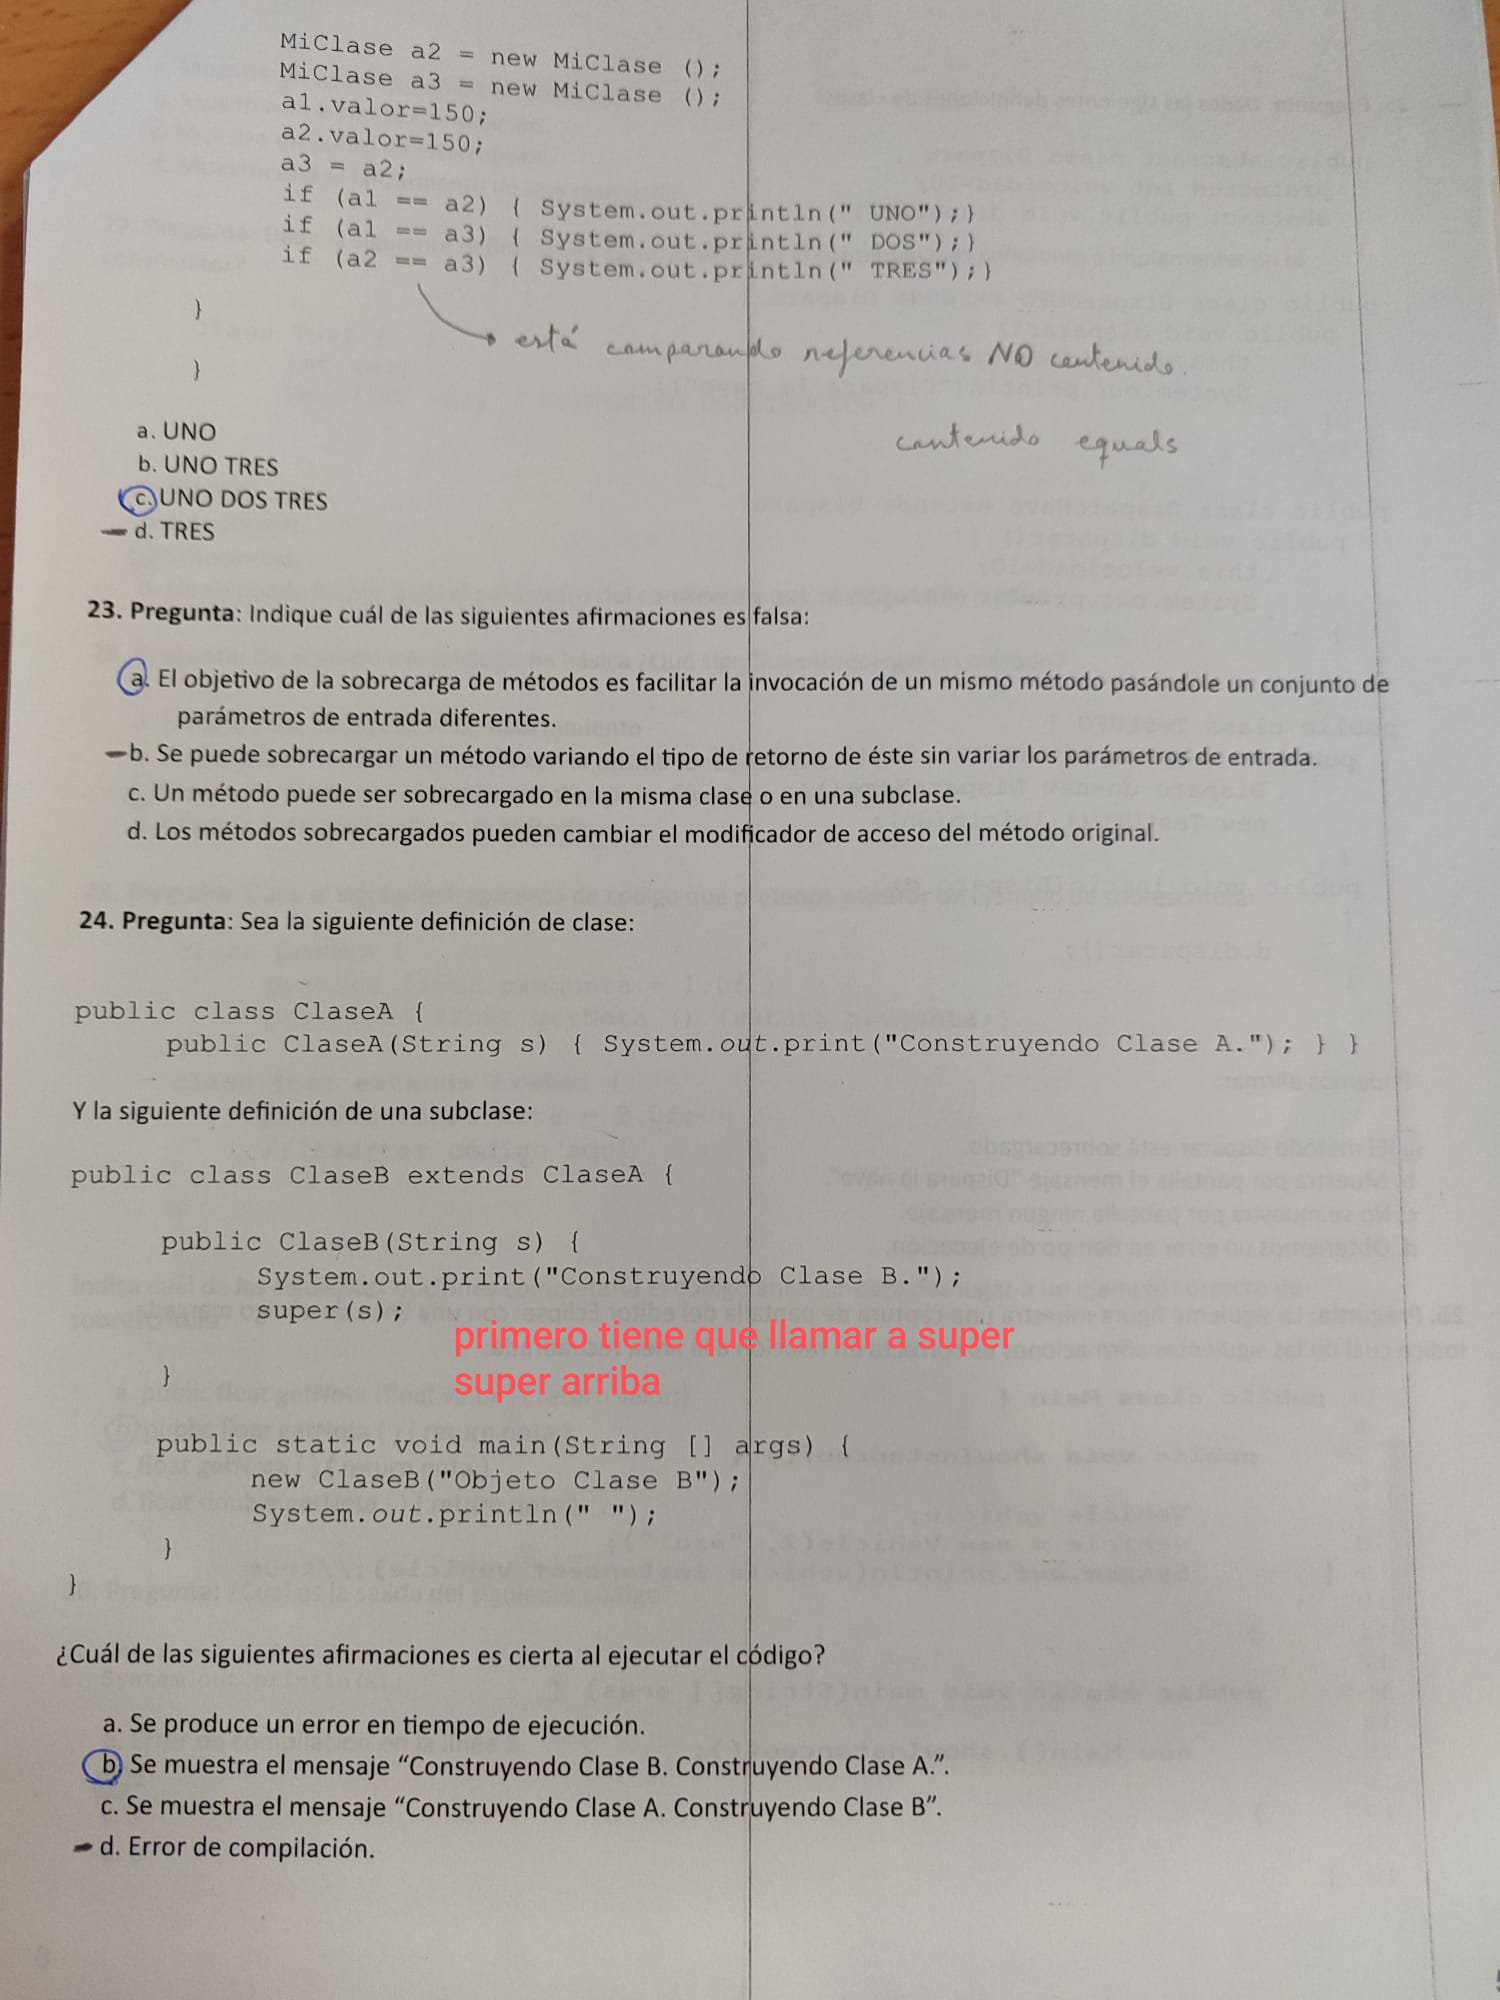 MiClase a2 = new MiClase ();
MiClase a3 = new MiClase ();
a1.valor=150;
a2.valor=150;
a3 = a2;
if (a1 == a2) { System.out.println(" UNO");}
if (a1 == a3) { System.out.println(" DOS");}
if (a2 == a3) { System.out.println(" TRES");}
}
está comparando referencias NO contenido.
}
contenido equals
a. UNO
b. UNO TRES
c. UNO DOS TRES
d. TRES
23. Pregunta: Indique cuál de las siguientes afirmaciones es falsa:
a. El objetivo de la sobrecarga de métodos es facilitar la invocación de un mismo método pasándole un conjunto de
parámetros de entrada diferentes.
b. Se puede sobrecargar un método variando el tipo de retorno de éste sin variar los parámetros de entrada.
c. Un método puede ser sobrecargado en la misma clase o en una subclase.
d. Los métodos sobrecargados pueden cambiar el modificador de acceso del método original.
24. Pregunta: Sea la siguiente definición de clase:
public class ClaseA {
public ClaseA(String s) { System.out.print("Construyendo Clase A."); } }
Y la siguiente definición de una subclase:
public class ClaseB extends ClaseA {
public ClaseB(String s) {
System.out.print("Construyendo Clase B.");
super(s);
primero tiene que llamar a super
super arriba
}
public static void main(String [] args) {
new ClaseB("Objeto Clase B");
System.out.println(" ");
}
}
¿Cuál de las siguientes afirmaciones es cierta al ejecutar el código?
a. Se produce un error en tiempo de ejecución.
b. Se muestra el mensaje “Construyendo Clase B. Construyendo Clase A.”.
c. Se muestra el mensaje “Construyendo Clase A. Construyendo Clase B”.
d. Error de compilación.